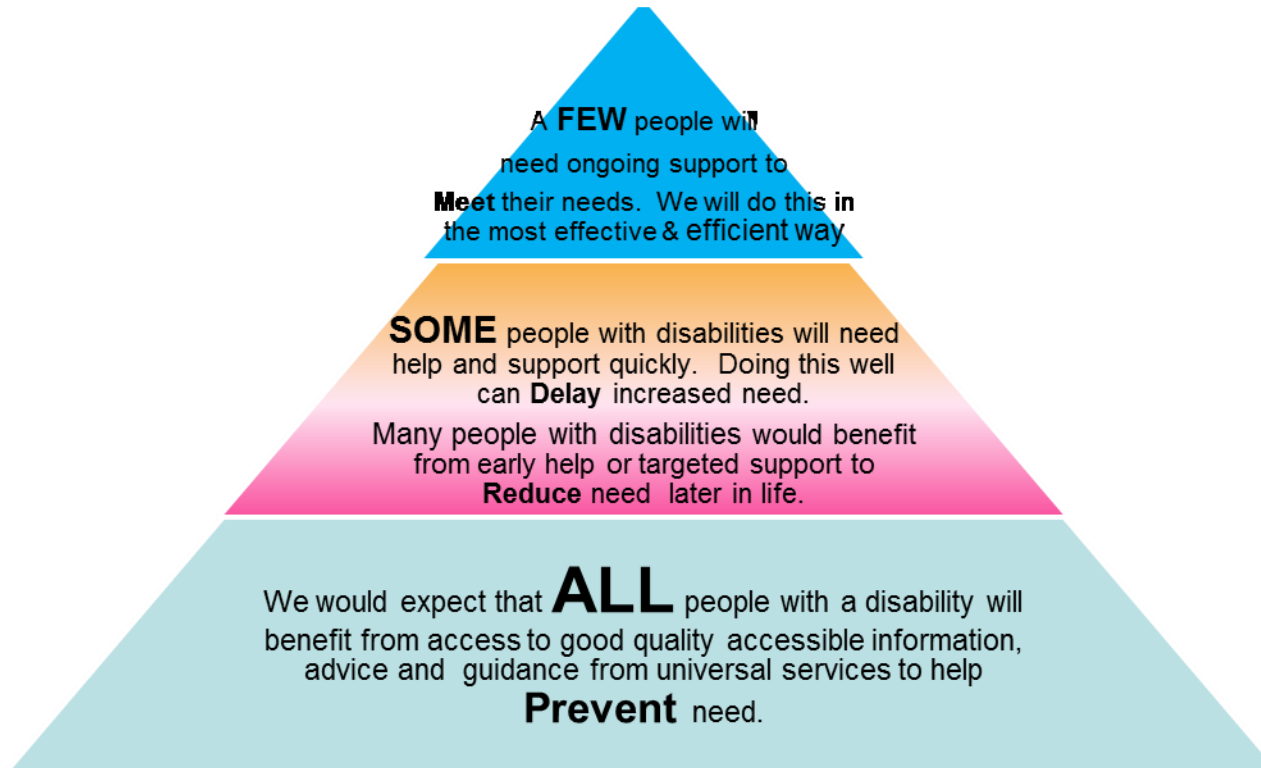 A FEW people will
need ongoing support to
Meet their needs. We will do this in
the most effective & efficient way
SOME people with disabilities will need
help and support quickly. Doing this well
can Delay increased need.
Many people with disabilities would benefit
from early help or targeted support to
Reduce need later in life.
We would expect that ALL people with a disability will
benefit from access to good quality accessible information,
advice and guidance from universal services to help
Prevent need.